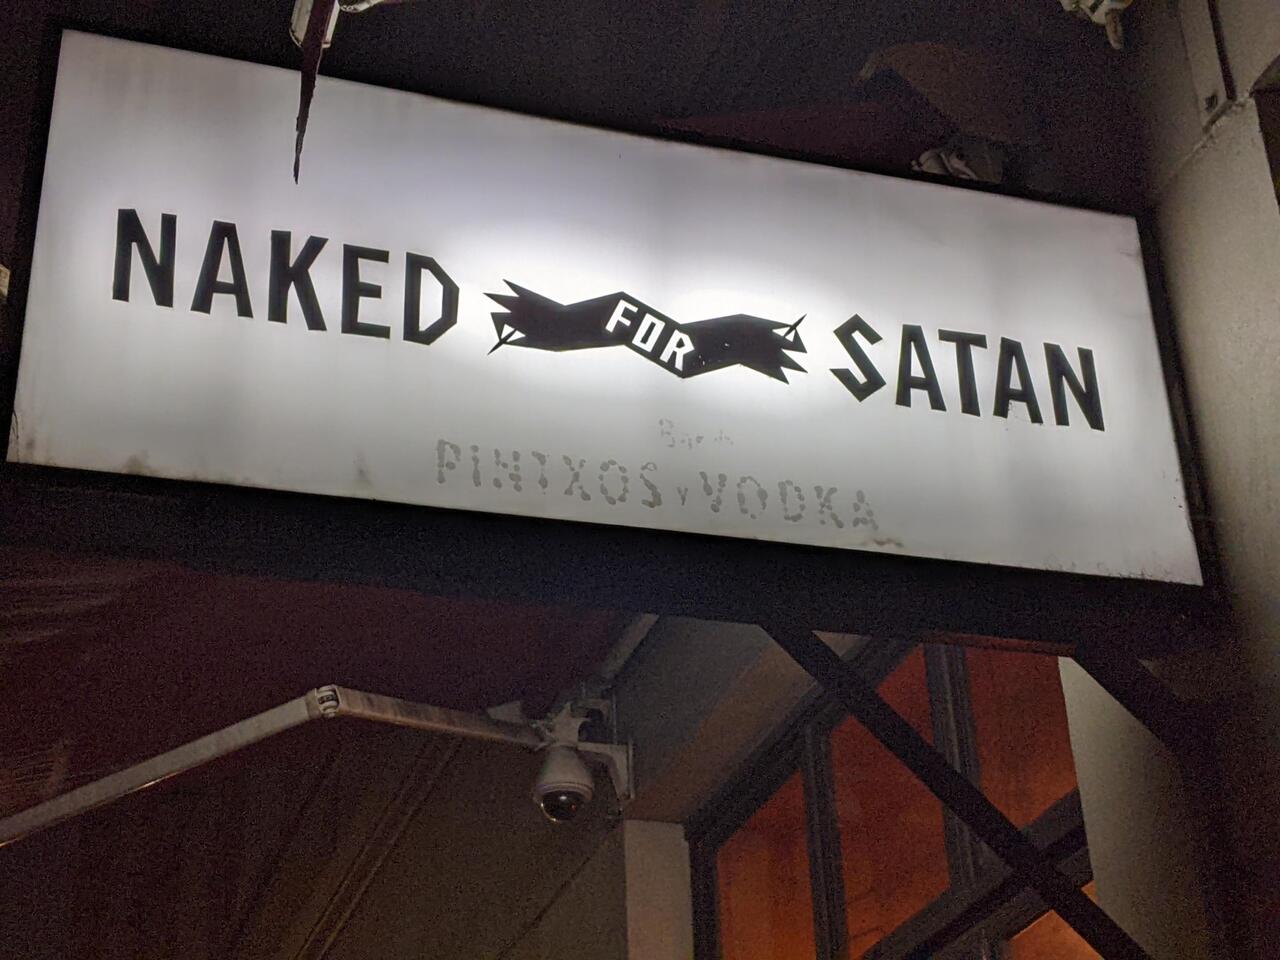 NAKED FOR SATAN
PINTXOS Y VODKA